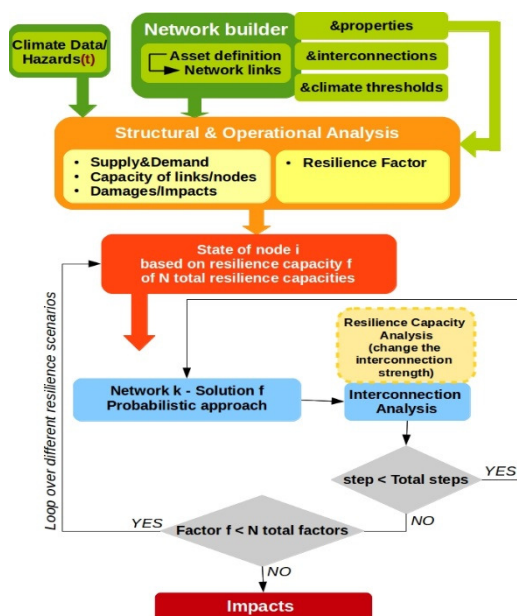 Network builder
Climate Data/
Hazards(t)
Asset definition
Network links
&properties
&interconnections
&climate thresholds
Structural & Operational Analysis
• Supply&Demand
• Capacity of links/nodes
• Damages/Impacts
• Resilience Factor
State of node i
based on resilience capacity f
of N total resilience capacities
Loop over different resilience scenarios
Resilience Capacity
Analysis
(change the
interconnection
strength)
Network k - Solution f
Probabilistic approach
Interconnection
Analysis
step < Total steps
YES
NO
YES
Factor f < N total factors
NO
Impacts